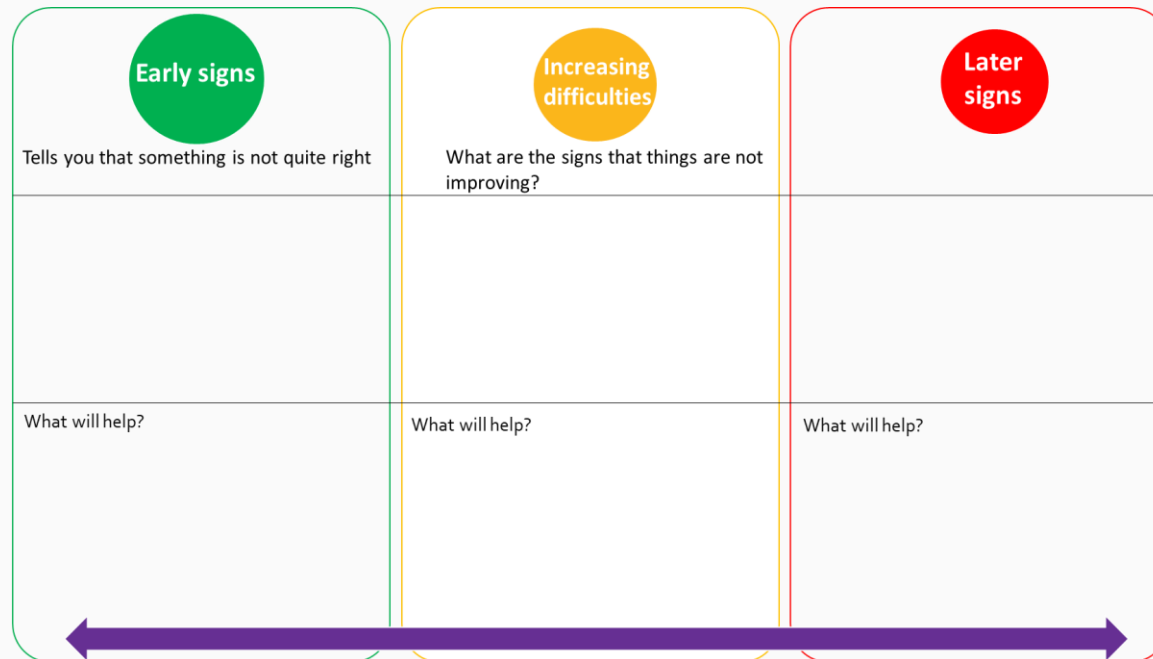 Early signs
Tells you that something is not quite right
What will help?
Increasing
difficulties
What are the signs that things are not
improving?
What will help?
Later
signs
What will help?